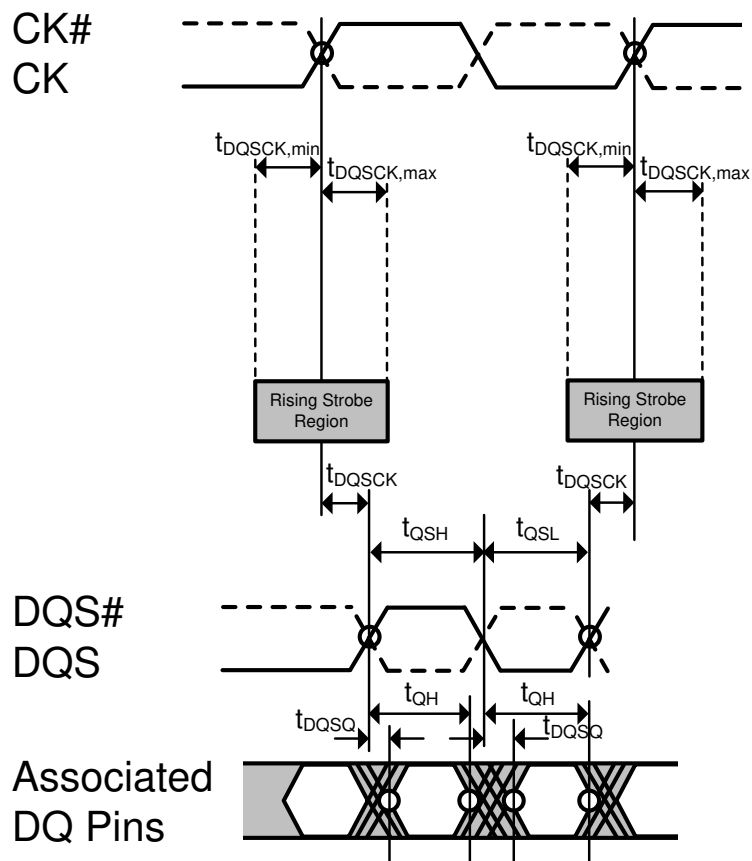 CK#
CK
tDQSCK,min
tDQSCK,max
tDQSCK,min
tDQSCK,max
Rising Strobe
Region
Rising Strobe
Region
tDQSCK
tDQSCK
tQSH
tQSL
DQS#
DQS
tQH
tQH
tDQSQ
tDQSQ
Associated
DQ Pins